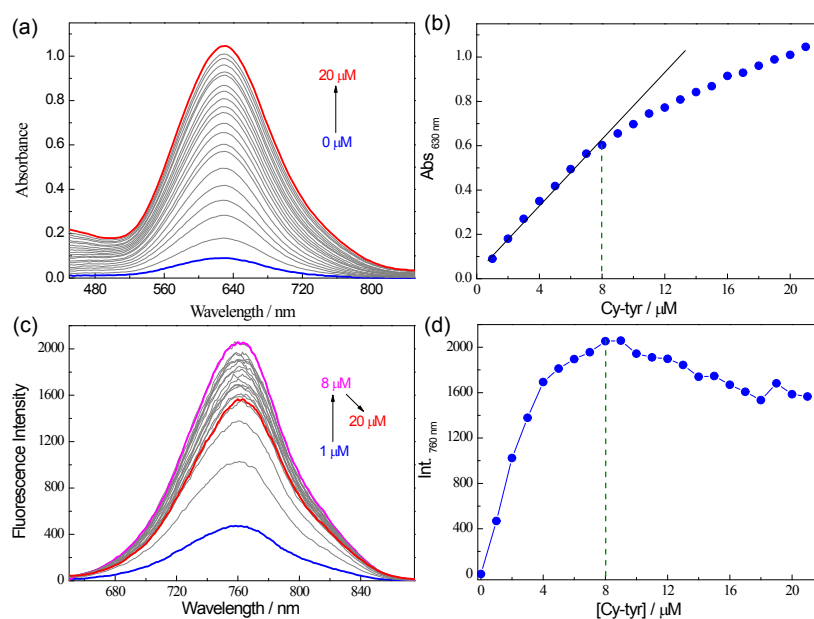 (a)
Absorbance
1.0
0.8
0.6
0.4
0.2
0.0
20 μM
0 μM
480 560 640 720 800
Wavelength / nm
(b)
Abs 630 nm
1.0
0.8
0.6
0.4
0.2
0.0
0 4 8 12 16 20
Cy-tyr / μM
(c)
Fluorescence Intensity
2000
1600
1200
800
400
0
8 μM
20 μM
1 μM
680 720 760 800 840
Wavelength / nm
(d)
Int. 760 nm
2000
1600
1200
800
400
0
0 4 8 12 16 20
[Cy-tyr] / μM